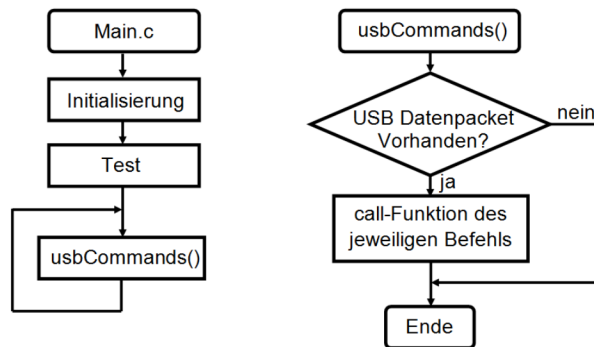 Main.c
Initialisierung
Test
usbCommands()
usbCommands()
USB Datenpacket
Vorhanden?
nein
ja
call-Funktion des
jeweiligen Befehls
Ende